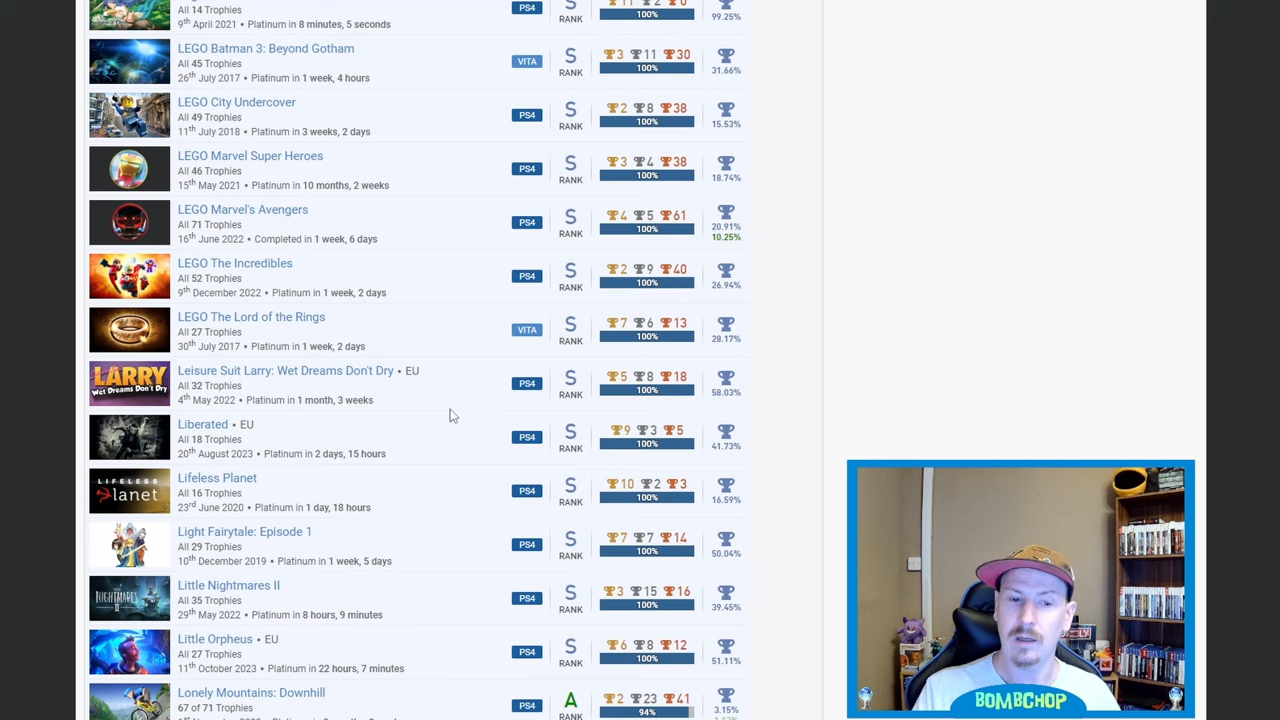 All 14 Trophies
9th April 2021 • Platinum in 8 minutes, 5 seconds
PS4
RANK
100%
99.25%
LEGO Batman 3: Beyond Gotham
All 45 Trophies
26th July 2017 • Platinum in 1 week, 4 hours
VITA
S
RANK
3 11 30
100%
31.66%
LEGO City Undercover
All 49 Trophies
11th July 2018 • Platinum in 3 weeks, 2 days
PS4
S
RANK
2 8 38
100%
15.53%
LEGO Marvel Super Heroes
All 46 Trophies
15th May 2021 • Platinum in 10 months, 2 weeks
PS4
S
RANK
3 4 38
100%
18.74%
LEGO Marvel's Avengers
All 71 Trophies
16th June 2022 • Completed in 1 week, 6 days
PS4
S
RANK
4 5 61
100%
20.91%
10.25%
LEGO The Incredibles
All 52 Trophies
9th December 2022 • Platinum in 1 week, 2 days
PS4
S
RANK
2 9 40
100%
26.94%
LEGO The Lord of the Rings
All 27 Trophies
30th July 2017 • Platinum in 1 week, 2 days
VITA
S
RANK
7 6 13
100%
28.17%
LARRY
Wet Dreams Don't Dry
Leisure Suit Larry: Wet Dreams Don't Dry • EU
All 32 Trophies
4th May 2022 • Platinum in 1 month, 3 weeks
PS4
S
RANK
5 8 18
100%
58.03%
Liberated • EU
All 18 Trophies
20th August 2023 • Platinum in 2 days, 15 hours
PS4
S
RANK
9 3 5
100%
41.73%
LIFELESS
Planet
Lifeless Planet
All 16 Trophies
23rd June 2020 • Platinum in 1 day, 18 hours
PS4
S
RANK
10 2 3
100%
16.59%
Light Fairytale: Episode 1
All 29 Trophies
10th December 2019 • Platinum in 1 week, 5 days
PS4
S
RANK
7 7 14
100%
50.04%
NIGHTMARES
Little Nightmares II
All 35 Trophies
29th May 2022 • Platinum in 8 hours, 9 minutes
PS4
S
RANK
3 15 16
100%
39.45%
Little Orpheus • EU
All 27 Trophies
11th October 2023 • Platinum in 22 hours, 7 minutes
PS4
S
RANK
6 8 12
100%
51.11%
Lonely Mountains: Downhill
67 of 71 Trophies
PS4
A
RANK
2 23 41
94%
3.15%
BOMBCHOP